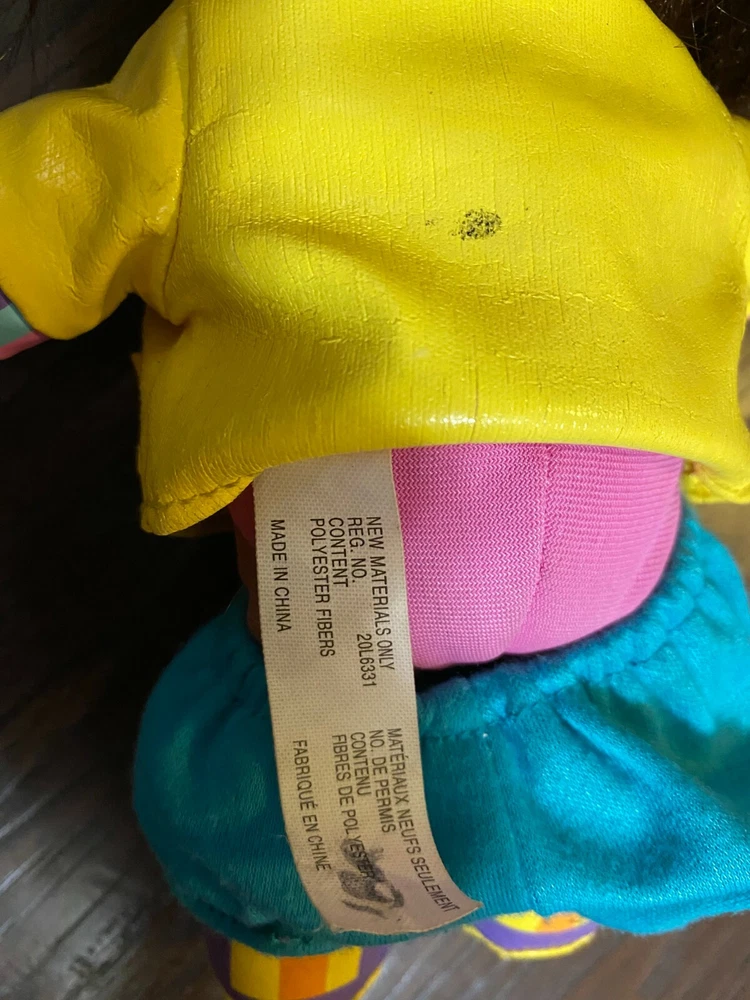 NEW MATERIALS ONLY
REG. NO. 20L6331
CONTENT
POLYESTER FIBERS
MADE IN CHINA
MATÉRIAUX NEUFS SEULEMENT
NO. DE PERMIS
CONTENU
FIBRES DE POLYESTER
FABRIQUÉ EN CHINE